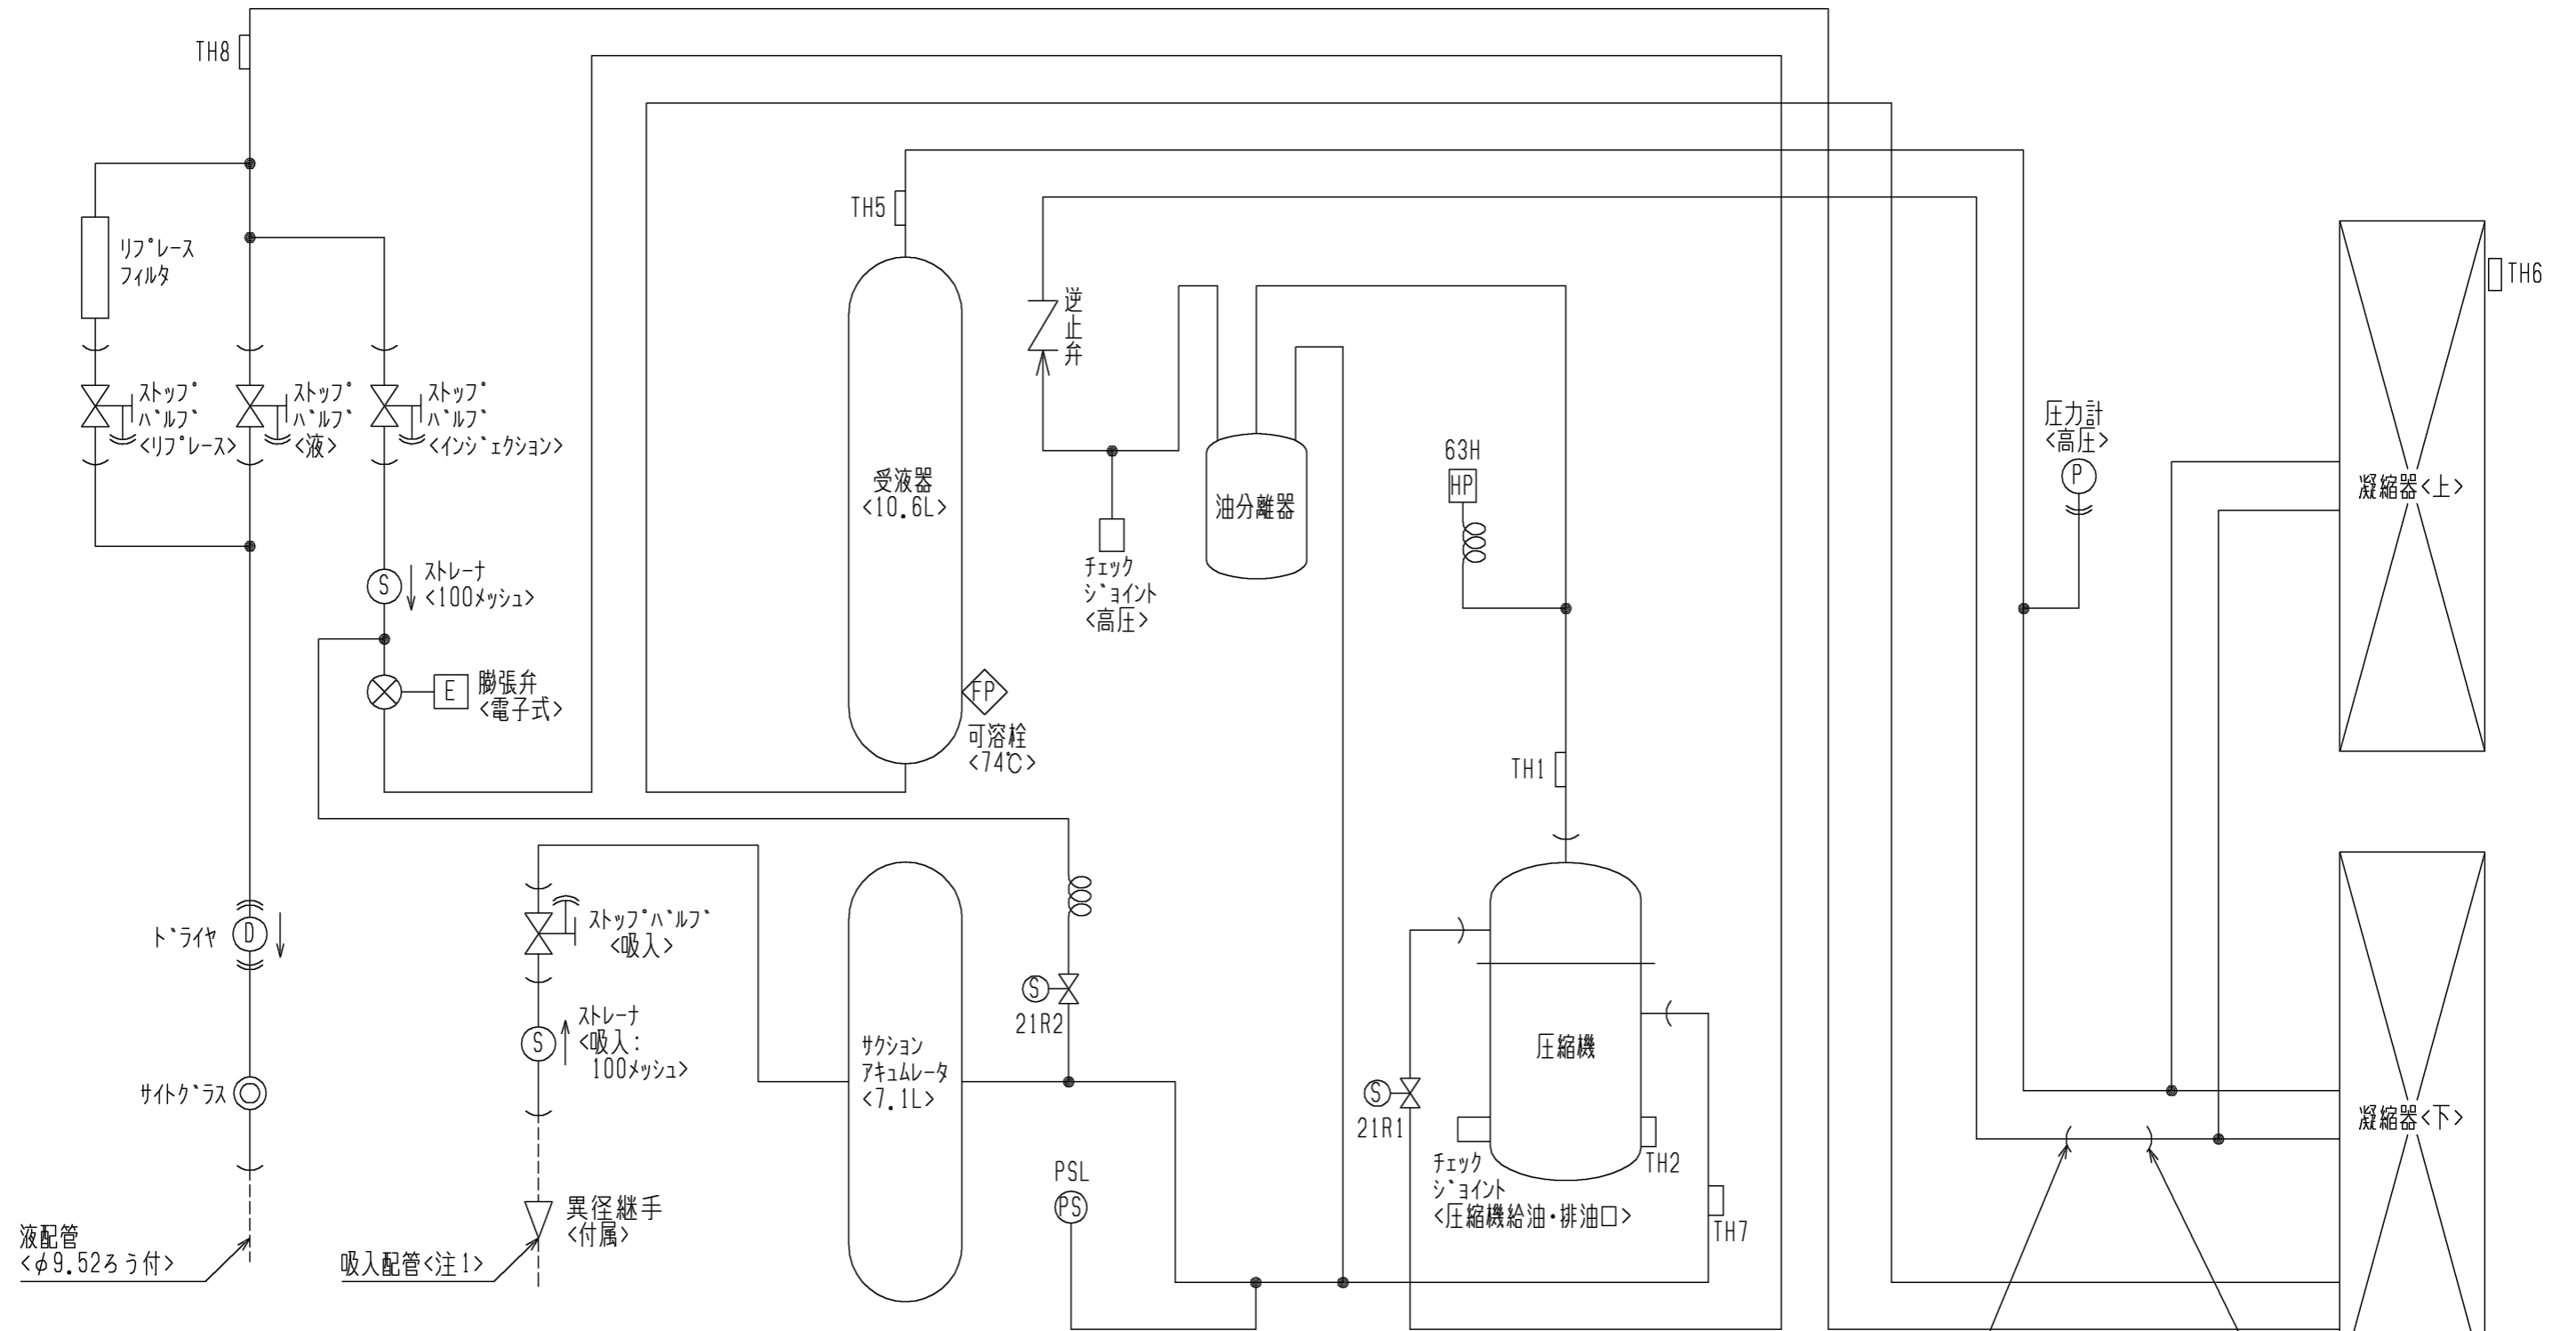 TH8
リプレース
フィルタ
ストップ
バルブ
<リプレース>
ストップ
バルブ
<液>
ストップ
バルブ
<インジェクション>
S
ストレーナ
<100メッシュ>
E
膨張弁
<電子式>
ドライヤ
D
サイトグラス
液配管
<φ9.52ろう付>
ストップバルブ
<吸入>
S
ストレーナ
<吸入:
100メッシュ>
異径継手
<付属>
吸入配管<注1>
TH5
受液器
<10.6L>
FP
可溶栓
<74℃>
逆止弁
チェック
ジョイント
<高圧>
油分離器
63H
HP
TH1
サクション
アキュムレータ
<7.1L>
S
21R2
PSL
PS
圧縮機
S
21R1
チェック
ジョイント
<圧縮機給油・排油口>
TH2
TH7
圧力計
<高圧>
P
TH6
凝縮器<上>
凝縮器<下>